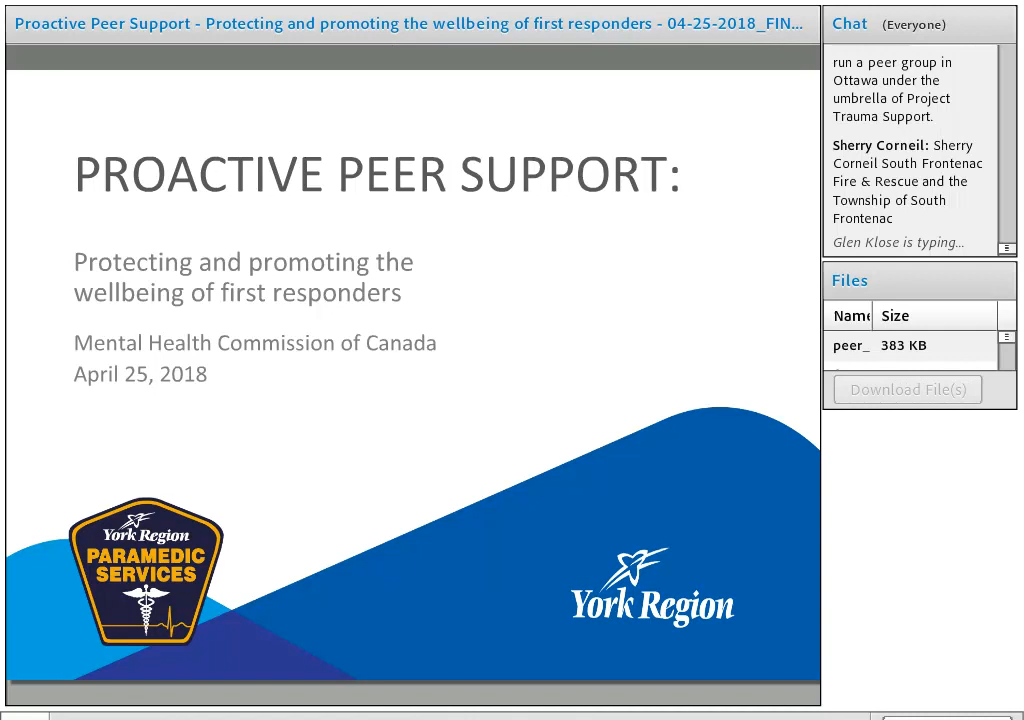 Proactive Peer Support - Protecting and promoting the wellbeing of first responders - 04-25-2018_FIN...
PROACTIVE PEER SUPPORT:
Protecting and promoting the
wellbeing of first responders
Mental Health Commission of Canada
April 25, 2018
York Region
PARAMEDIC
SERVICES
York Region
Chat (Everyone)
run a peer group in
Ottawa under the
umbrella of Project
Trauma Support.
Sherry Corneil: Sherry
Corneil South Frontenac
Fire & Rescue and the
Township of South
Frontenac
Glen Klose is typing...
Files
Name Size
peer_ 383 KB
Download File(s)